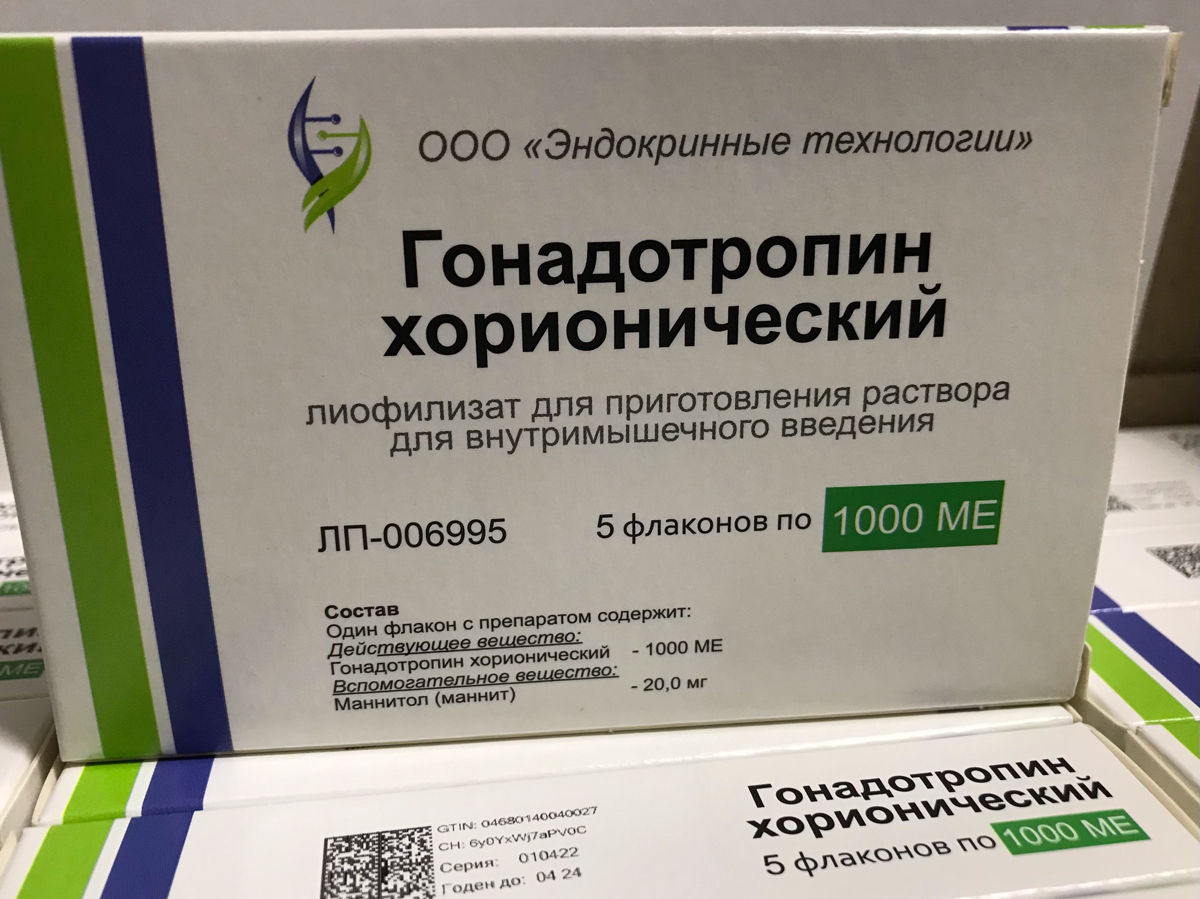 ООО «Эндокринные технологии»
Гонадотропин
хорионический
лиофилизат для приготовления раствора
для внутримышечного введения
ЛП-006995
5 флаконов по 1000 МЕ
Состав
Один флакон с препаратом содержит:
Действующее вещество:
Гонадотропин хорионический - 1000 МЕ
Вспомогательное вещество:
Маннитол (маннит) - 20,0 мг
Гонадотропин
хорионический
5 флаконов по 1000 МЕ
GTIN: 04680140040027
СН: 6y0YxWj7aPV0C
Серия: 010422
Годен до: 04 24